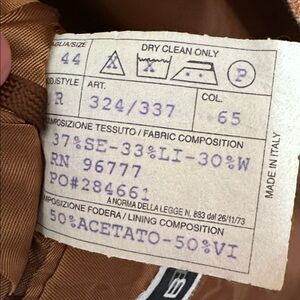 TAGLIA/SIZE
44
DRY CLEAN ONLY
P
MOD./STYLE
R
ART.
324/337
COL.
65
COMPOSIZIONE TESSUTO / FABRIC COMPOSITION
37%SE-33%LI-30%W
RN 96777
PO#284661
A NORMA DELLA LEGGE N. 883 del 26/11/73
COMPOSIZIONE FODERA / LINING COMPOSITION
50%ACETATO-50%VI
MADE IN ITALY